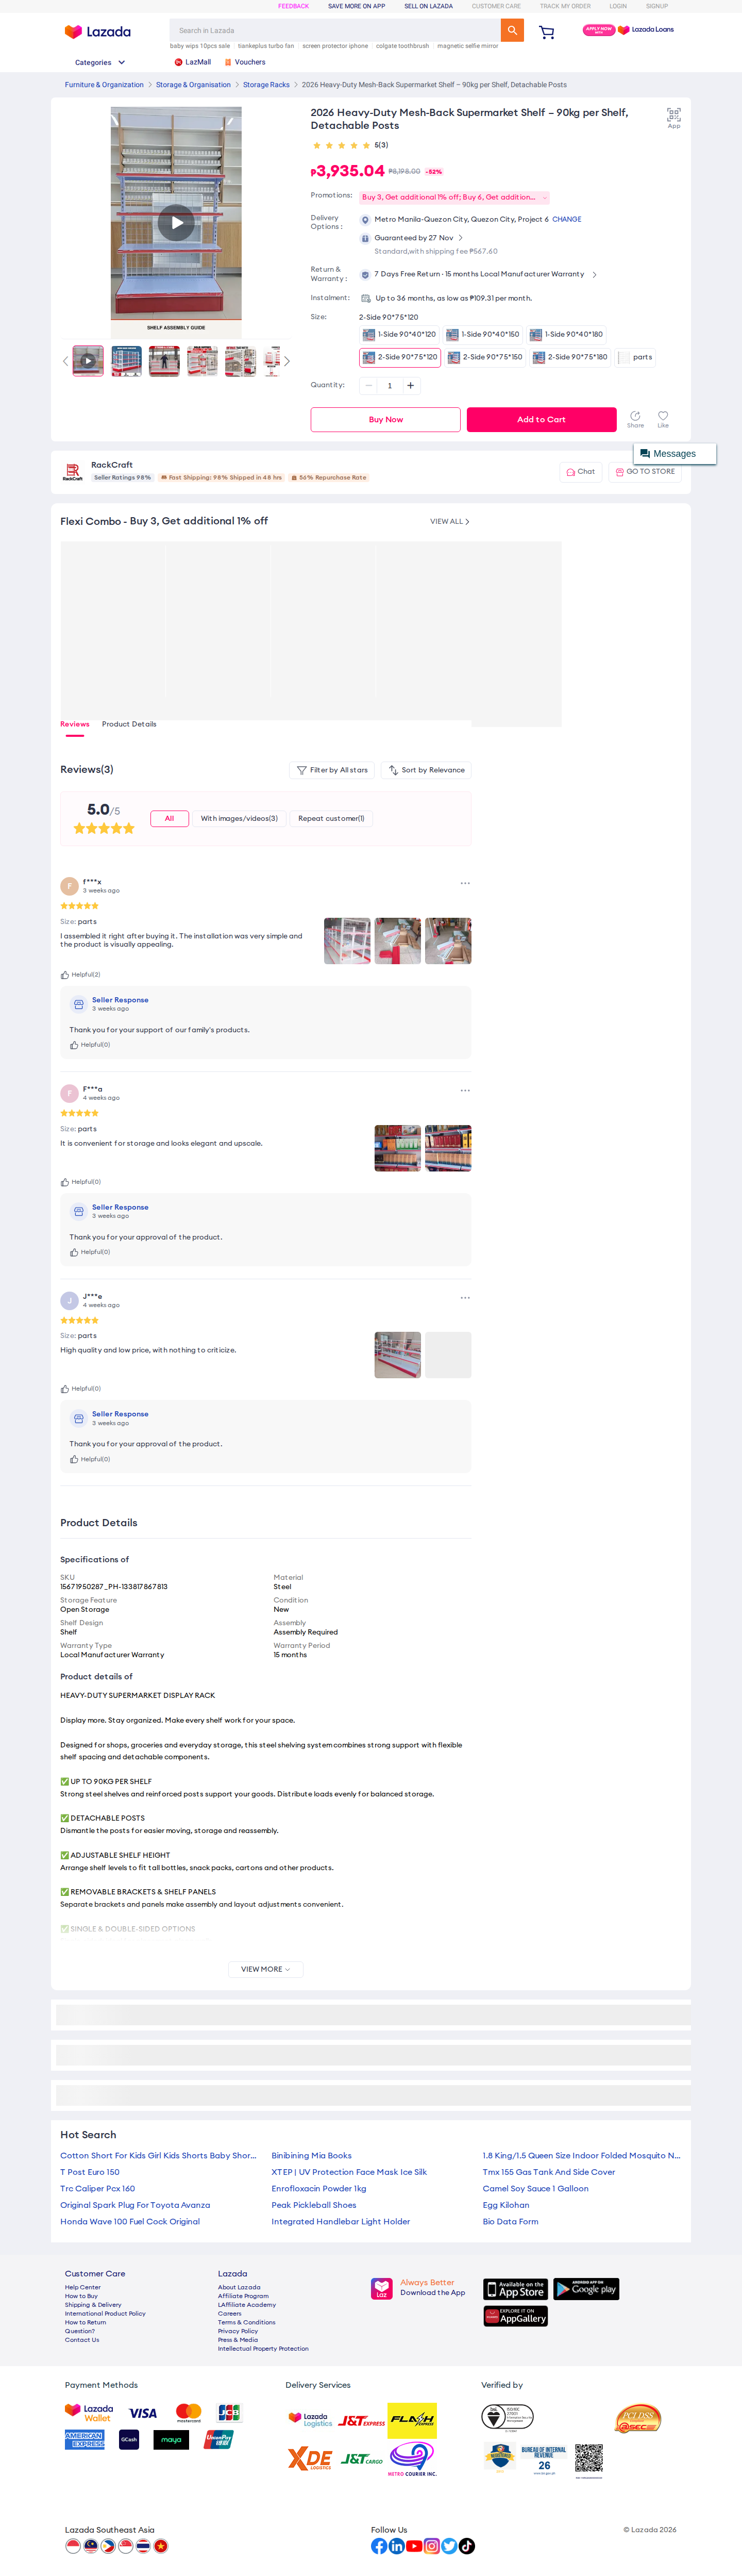 FEEDBACK SAVE MORE ON APP SELL ON LAZADA CUSTOMER CARE TRACK MY ORDER LOGIN SIGNUP
Lazada
Search in Lazada
APPLY NOW
Lazada Loans
baby wips 10pcs sale tiankeplus turbo fan screen protector iphone colgate toothbrush magnetic selfie mirror
Categories
LazMall
Vouchers
Furniture & Organization
Storage & Organisation
Storage Racks
2026 Heavy-Duty Mesh-Back Supermarket Shelf – 90kg per Shelf, Detachable Posts
SHELF ASSEMBLY GUIDE
2026 Heavy-Duty Mesh-Back Supermarket Shelf – 90kg per Shelf,
Detachable Posts
App
5(3)
₱3,935.04 ₱8,198.00 -52%
Promotions:
Buy 3, Get additional 1% off; Buy 6, Get addition...
Delivery
Options :
Metro Manila-Quezon City, Quezon City, Project 6 CHANGE
Guaranteed by 27 Nov
Standard,with shipping fee ₱567.60
Return &
Warranty :
7 Days Free Return · 15 months Local Manufacturer Warranty
Instalment:
Up to 36 months, as low as ₱109.31 per month.
Size:
2-Side 90*75*120
1-Side 90*40*120
1-Side 90*40*150
1-Side 90*40*180
2-Side 90*75*120
2-Side 90*75*150
2-Side 90*75*180
parts
Quantity:
1
Buy Now
Add to Cart
Share
Like
Messages
RackCraft
RackCraft
Seller Ratings 98%
Fast Shipping: 98% Shipped in 48 hrs
56% Repurchase Rate
Chat
GO TO STORE
Flexi Combo - Buy 3, Get additional 1% off
VIEW ALL
Reviews
Product Details
Reviews(3)
Filter by All stars
Sort by Relevance
5.0/5
All
With images/videos(3)
Repeat customer(1)
F
f***x
3 weeks ago
Size: parts
I assembled it right after buying it. The installation was very simple and
the product is visually appealing.
Helpful(2)
Seller Response
3 weeks ago
Thank you for your support of our family's products.
Helpful(0)
F
F***a
4 weeks ago
Size: parts
It is convenient for storage and looks elegant and upscale.
Helpful(0)
Seller Response
3 weeks ago
Thank you for your approval of the product.
Helpful(0)
J
J***e
4 weeks ago
Size: parts
High quality and low price, with nothing to criticize.
Helpful(0)
Seller Response
3 weeks ago
Thank you for your approval of the product.
Helpful(0)
Product Details
Specifications of
SKU
15671950287_PH-133817867813
Material
Steel
Storage Feature
Open Storage
Condition
New
Shelf Design
Shelf
Assembly
Assembly Required
Warranty Type
Local Manufacturer Warranty
Warranty Period
15 months
Product details of
HEAVY-DUTY SUPERMARKET DISPLAY RACK
Display more. Stay organized. Make every shelf work for your space.
Designed for shops, groceries and everyday storage, this steel shelving system combines strong support with flexible
shelf spacing and detachable components.
✅ UP TO 90KG PER SHELF
Strong steel shelves and reinforced posts support your goods. Distribute loads evenly for balanced storage.
✅ DETACHABLE POSTS
Dismantle the posts for easier moving, storage and reassembly.
✅ ADJUSTABLE SHELF HEIGHT
Arrange shelf levels to fit tall bottles, snack packs, cartons and other products.
✅ REMOVABLE BRACKETS & SHELF PANELS
Separate brackets and panels make assembly and layout adjustments convenient.
✅ SINGLE & DOUBLE-SIDED OPTIONS
VIEW MORE
Hot Search
Cotton Short For Kids Girl Kids Shorts Baby Shor...
Binibining Mia Books
1.8 King/1.5 Queen Size Indoor Folded Mosquito N...
T Post Euro 150
XTEP | UV Protection Face Mask Ice Silk
Tmx 155 Gas Tank And Side Cover
Trc Caliper Pcx 160
Enrofloxacin Powder 1kg
Camel Soy Sauce 1 Galloon
Original Spark Plug For Toyota Avanza
Peak Pickleball Shoes
Egg Kilohan
Honda Wave 100 Fuel Cock Original
Integrated Handlebar Light Holder
Bio Data Form
Customer Care
Help Center
How to Buy
Shipping & Delivery
International Product Policy
How to Return
Question?
Contact Us
Lazada
About Lazada
Affiliate Program
LAffiliate Academy
Careers
Terms & Conditions
Privacy Policy
Press & Media
Intellectual Property Protection
Laz
Always Better
Download the App
Available on the
Store
ANDROID APP ON
Google play
EXPLORE IT ON
AppGallery
Payment Methods
Lazada
Wallet
VISA
mastercard
JCB
AMERICAN
EXPRESS
GCash
maya
UnionPay
Delivery Services
Lazada
Logistics
J&T EXPRESS
FLASH
EXPRESS
XDE
LOGISTICS
J&T CARGO
METRO COURIER INC.
Verified by
PCI DSS
BUREAU OF INTERNAL
REVENUE
26
Lazada Southeast Asia
Follow Us
© Lazada 2026